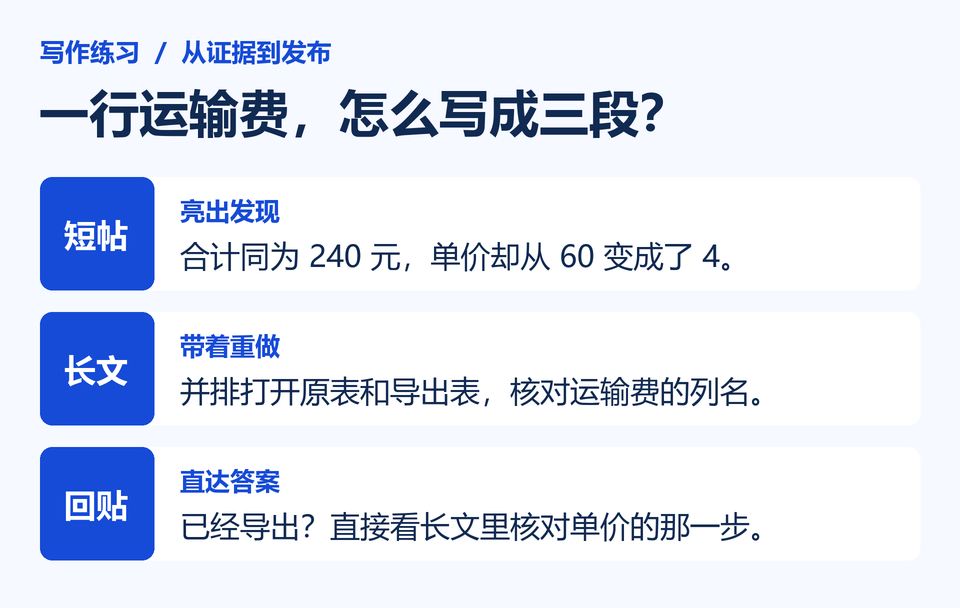 写作练习 / 从证据到发布
一行运输费，怎么写成三段？
短帖
亮出发现
合计同为 240 元，单价却从 60 变成了 4。
长文
带着重做
并排打开原表和导出表，核对运输费的列名。
回贴
直达答案
已经导出？直接看长文里核对单价的那一步。